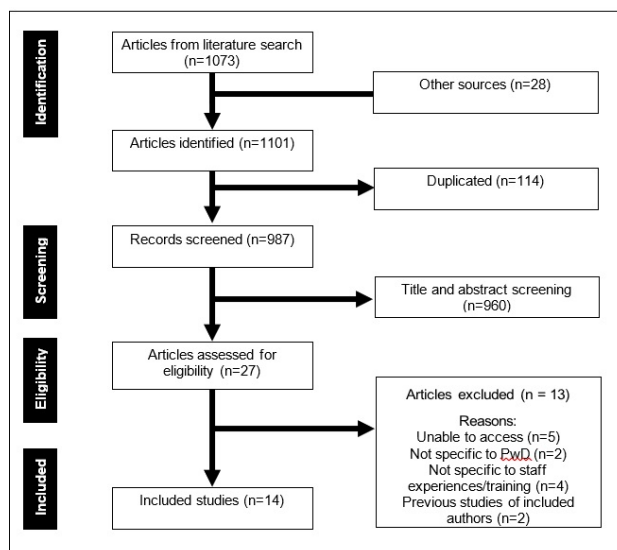 Identification
Articles from literature search
(n=1073)
Other sources (n=28)
Articles identified (n=1101)
Duplicated (n=114)
Screening
Records screened (n=987)
Title and abstract screening
(n=960)
Eligibility
Articles assessed for
eligibility (n=27)
Articles excluded (n = 13)
Reasons:
Unable to access (n=5)
Not specific to PwD (n=2)
Not specific to staff
experiences/training (n=4)
Previous studies of included
authors (n=2)
Included
Included studies (n=14)